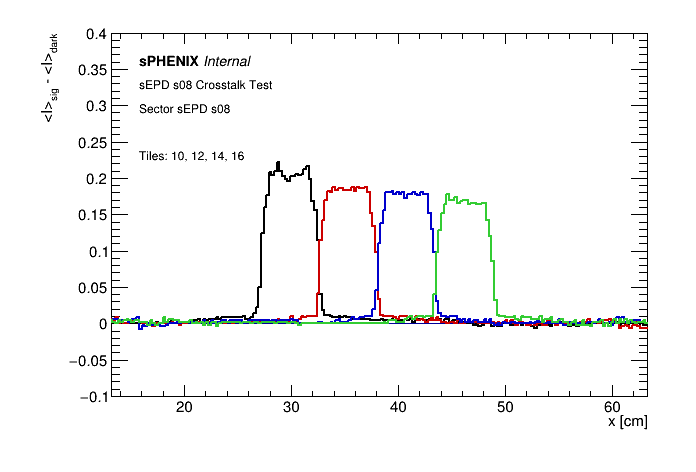 <I>sig - <I>dark
0.4
0.35
0.3
0.25
0.2
0.15
0.1
0.05
0
−0.05
−0.1
sPHENIX Internal
sEPD s08 Crosstalk Test
Sector sEPD s08
Tiles: 10, 12, 14, 16
20 30 40 50 60
x [cm]